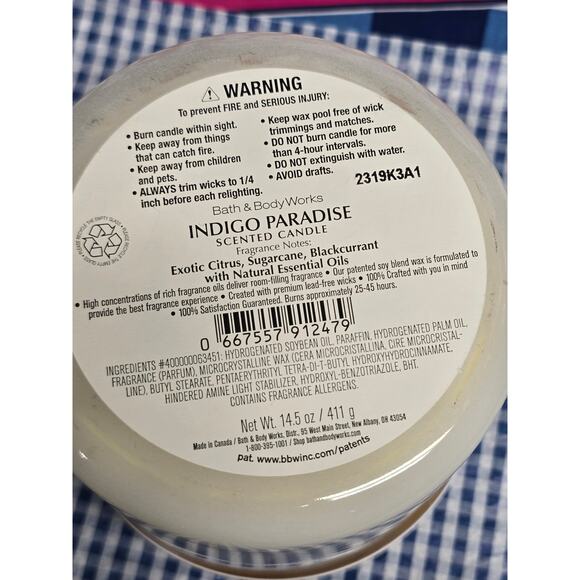 ⚠ WARNING
To prevent FIRE and SERIOUS INJURY:
• Burn candle within sight.
• Keep away from things
that can catch fire.
• Keep away from children
and pets.
• ALWAYS trim wicks to 1/4
inch before each relighting.
• Keep wax pool free of wick
trimmings and matches.
• DO NOT burn candle for more
than 4-hour intervals.
• DO NOT extinguish with water.
• AVOID drafts.
2319K3A1
Bath & Body Works
INDIGO PARADISE
SCENTED CANDLE
Fragrance Notes:
Exotic Citrus, Sugarcane, Blackcurrant
with Natural Essential Oils
• High concentrations of rich fragrance oils deliver room-filling fragrance • Our patented soy blend wax is formulated to
provide the best fragrance experience • Created with premium lead-free wicks • 100% Crafted with you in mind
• 100% Satisfaction Guaranteed. Burns approximately 25-45 hours.
0 667557 912479
INGREDIENTS #400000063451: HYDROGENATED SOYBEAN OIL, PARAFFIN, HYDROGENATED PALM OIL,
FRAGRANCE (PARFUM), MICROCRYSTALLINE WAX (CERA MICROCRISTALLINA, CIRE MICROCRISTAL-
LINE), BUTYL STEARATE, PENTAERYTHRITYL TETRA-DI-T-BUTYL HYDROXYHYDROCINNAMATE,
HINDERED AMINE LIGHT STABILIZER, HYDROXYL-BENZOTRIAZOLE, BHT.
CONTAINS FRAGRANCE ALLERGENS.
Net Wt. 14.5 oz / 411 g
Made in Canada / Bath & Body Works, Distr., 95 West Main Street, New Albany, OH 43054
1-800-395-1001 / Shop bathandbodyworks.com
pat. www.bbwinc.com/patents
PLEASE RECYCLE THE EMPTY GLASS •